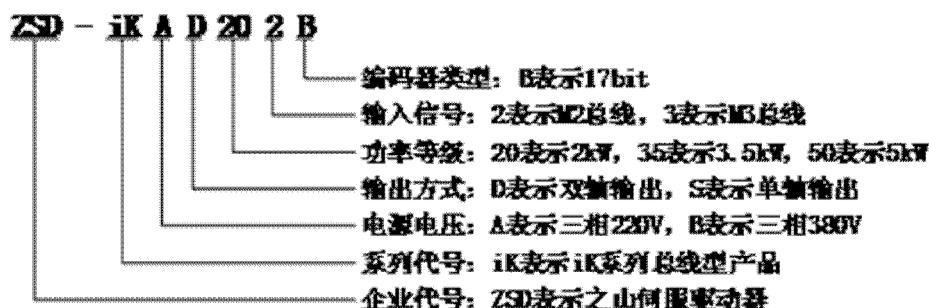 ZSD-iKAD202B
编码器类型：B表示17bit
输入信号：2表示M2总线，3表示M3总线
功率等级：20表示2kW，35表示3.5kW，50表示5kW
输出方式：D表示双轴输出，S表示单轴输出
电源电压：A表示三相220V，B表示三相380V
系列代号：iK表示iK系列总线型产品
企业代号：ZSD表示之山伺服驱动器